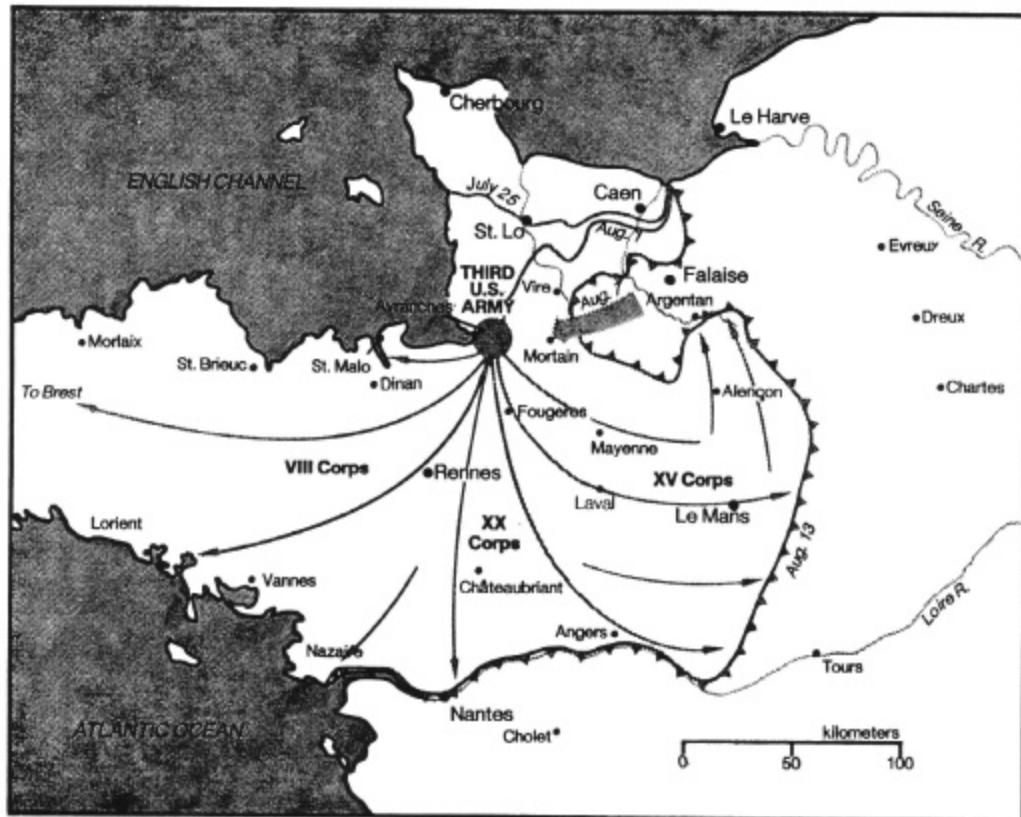 Cherbourg
Le Harve
ENGLISH CHANNEL
July 25
Caen
Seine R.
St. Lo
Aug. 1
Evreux
THIRD
U.S.
ARMY
Falaise
Vire
Aug.
Argentan
Avranches
Dreux
Morlaix
St. Brieuc
St. Malo
Mortain
Dinan
Alençon
Chartes
To Brest
Fougeres
Mayenne
VIII Corps
Rennes
XV Corps
Laval
Le Mans
Lorient
XX
Corps
Aug. 13
Vannes
Châteaubriant
Loire R.
Angers
Nazaire
Tours
Nantes
ATLANTIC OCEAN
Cholet
kilometers
0 50 100